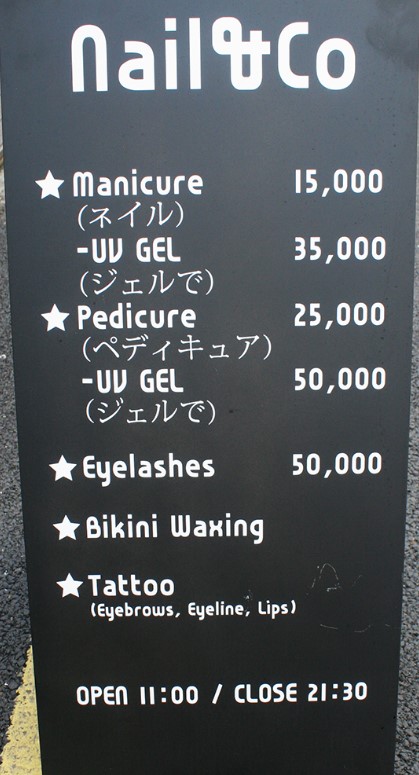 Nail&Co
★ Manicure 15,000
(ネイル)
-UV GEL 35,000
(ジェルで)
★ Pedicure 25,000
(ペディキュア)
-UV GEL 50,000
(ジェルで)
★ Eyelashes 50,000
★ Bikini Waxing
★ Tattoo
(Eyebrows, Eyeline, Lips)
OPEN 11:00 / CLOSE 21:30